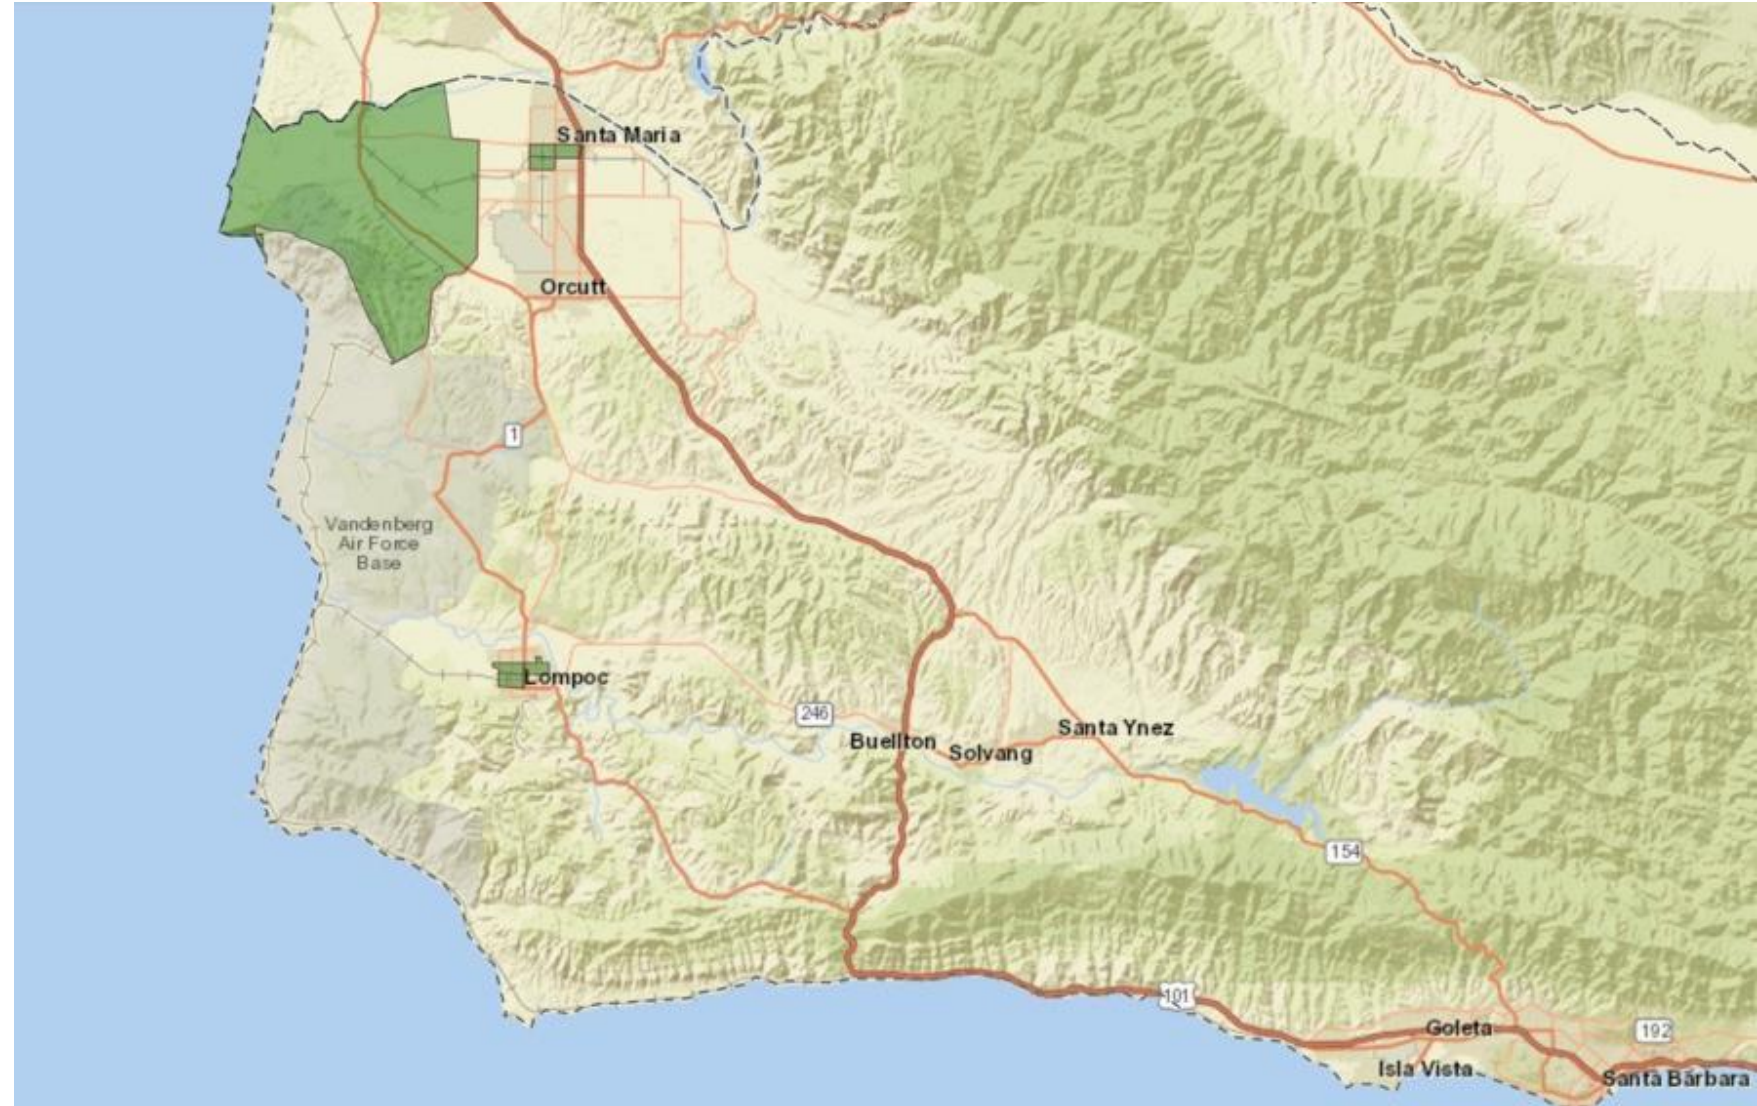 Santa Maria
Orcutt
1
Vandenberg
Air Force
Base
Lompoc
246
Buellton
Solvang
Santa Ynez
154
101
Goleta
192
Isla Vista
Santa Barbara